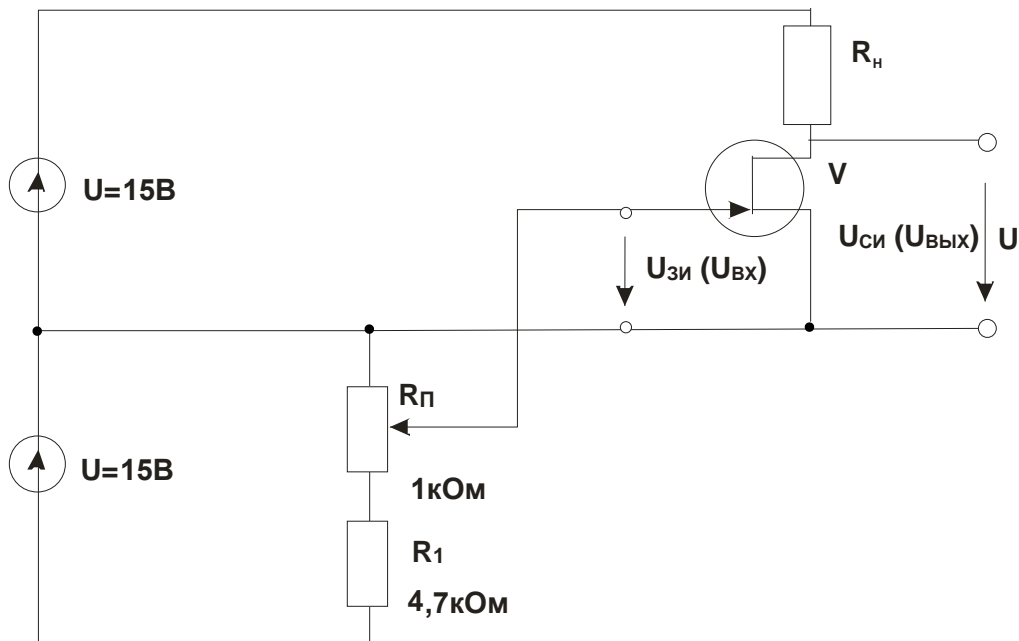 Rн
U=15В
V
Uси (Uвых) U
Uзи (Uвх)
RП
U=15В
1кОм
R1
4,7кОм